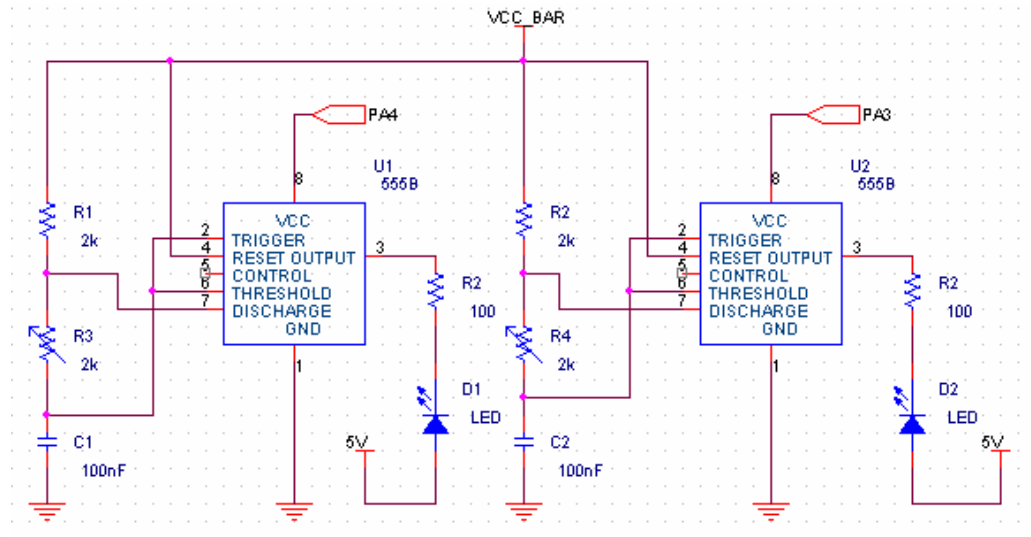 VCC_BAR
PA4
PA3
U1
555B
U2
555B
8
8
R1
2k
VCC
2 TRIGGER
4 RESET OUTPUT 3
5 CONTROL
6 THRESHOLD
7 DISCHARGE
GND
1
R2
100
R3
2k
D1
LED
5V
C1
100nF
R2
2k
VCC
2 TRIGGER
4 RESET OUTPUT 3
5 CONTROL
6 THRESHOLD
7 DISCHARGE
GND
1
R2
100
R4
2k
D2
LED
5V
C2
100nF